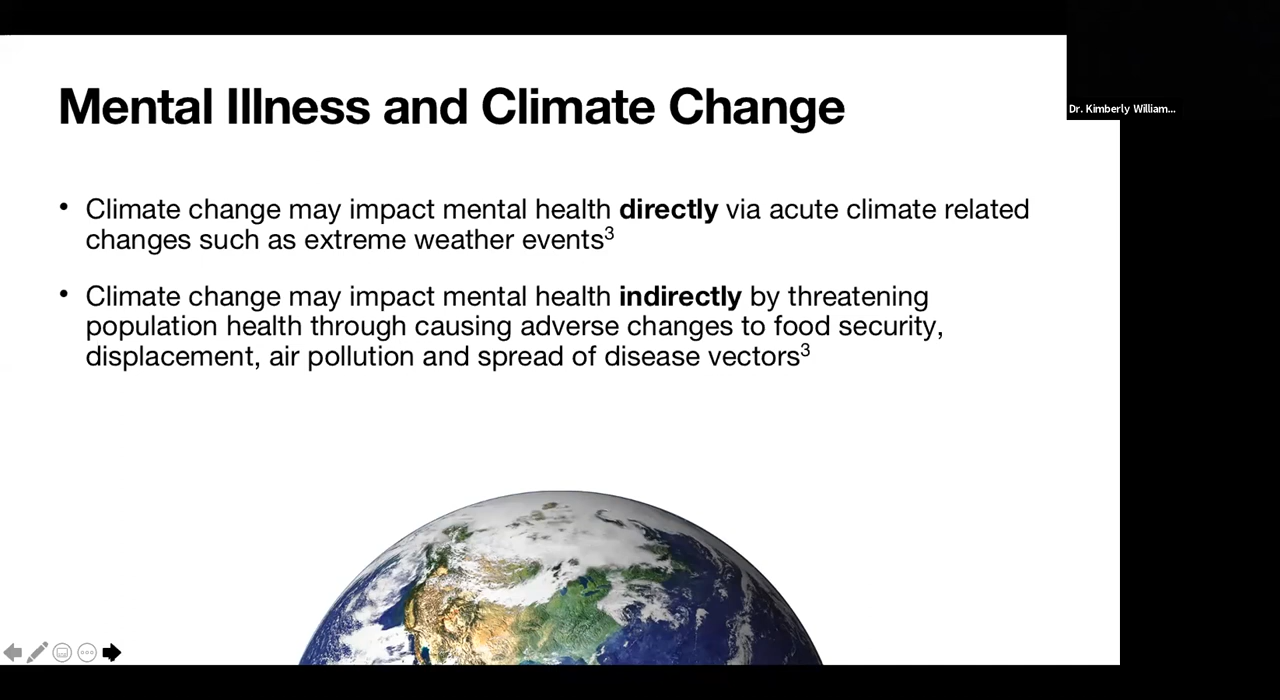 Mental Illness and Climate Change
Dr. Kimberly William...
• Climate change may impact mental health directly via acute climate related
changes such as extreme weather events³
• Climate change may impact mental health indirectly by threatening
population health through causing adverse changes to food security,
displacement, air pollution and spread of disease vectors³